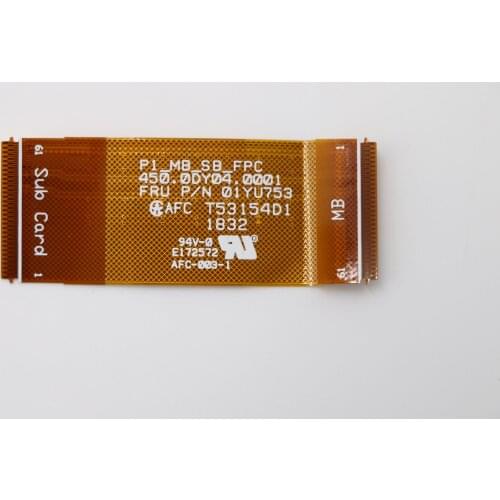 P1_MB_SB_FPC
450.0DY04.0001
FRU P/N 01YU753
AFC T53154D1
1832
94V-0
E172572
AFC-003-1
61 Sub Card 1
1 MB 61